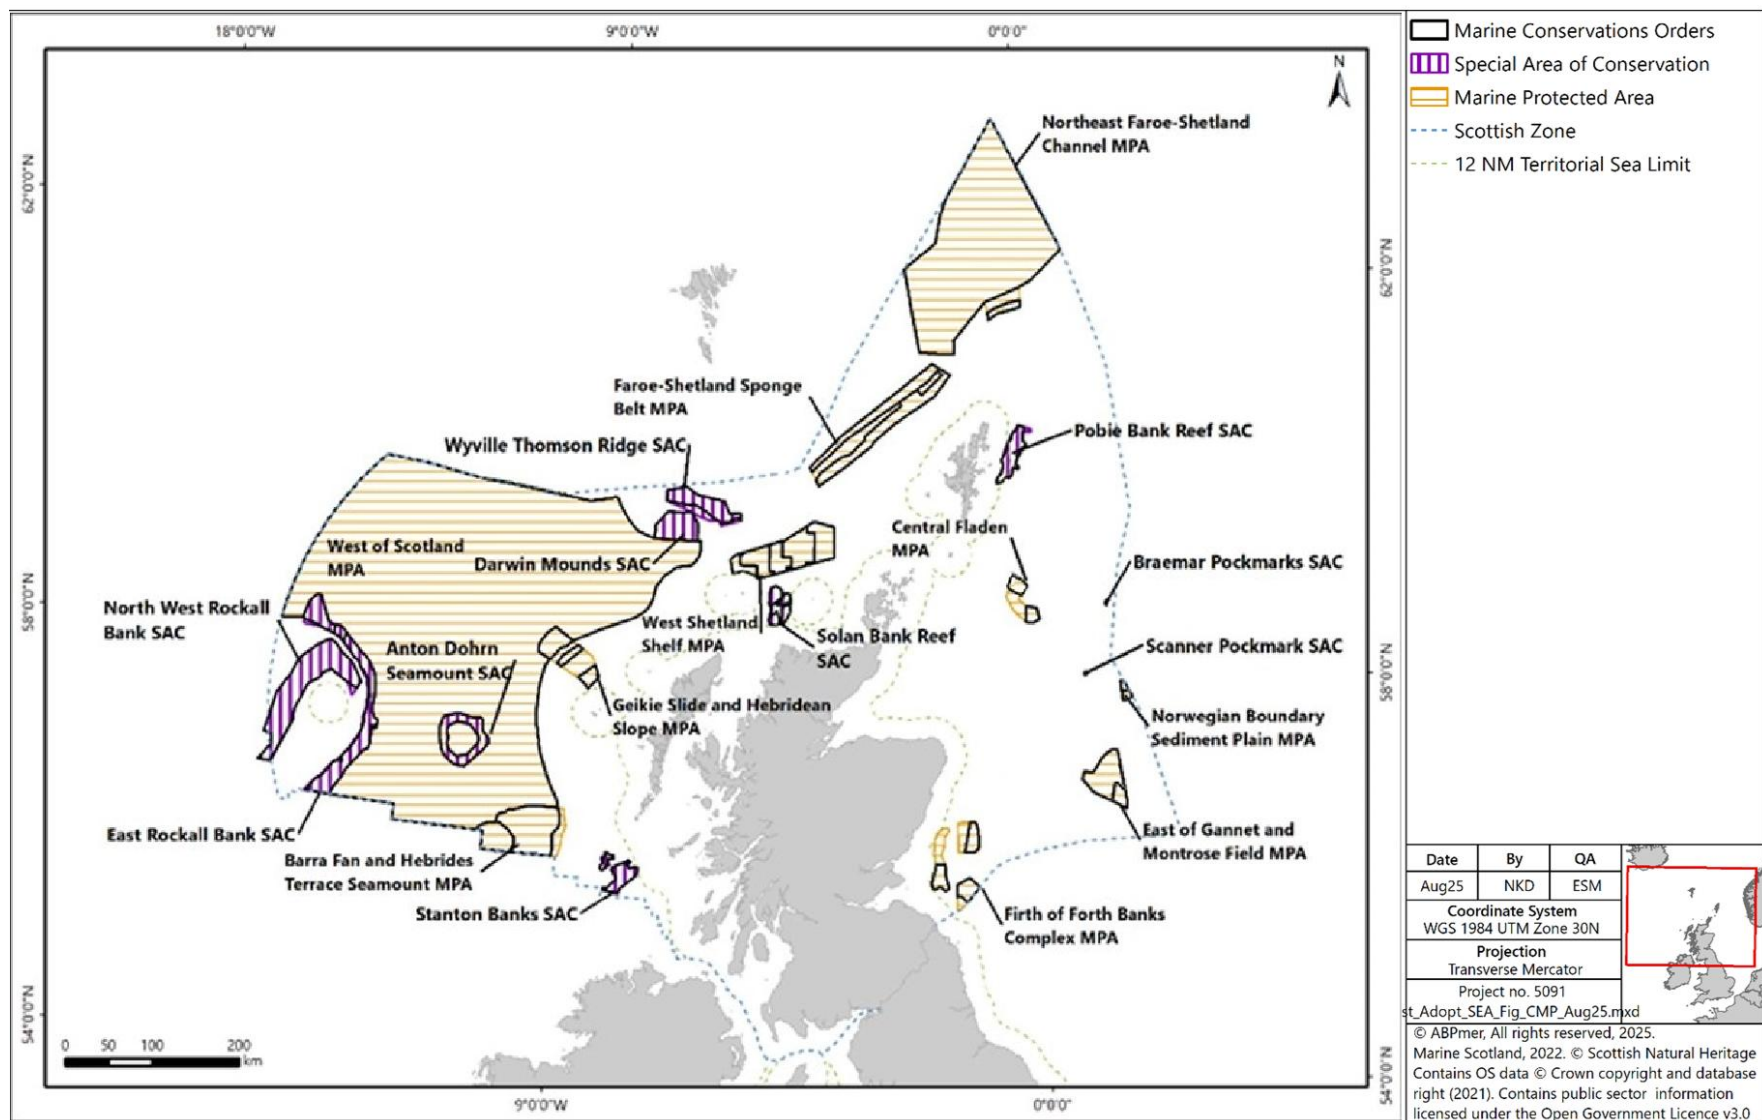 18°0'0"W
9°0'0"W
0°0'0"
Marine Conservations Orders
Special Area of Conservation
Marine Protected Area
Scottish Zone
12 NM Territorial Sea Limit
N
Northeast Faroe-Shetland
Channel MPA
62°0'0"N
62°0'0"N
Faroe-Shetland Sponge
Belt MPA
Wyville Thomson Ridge SAC
Pobie Bank Reef SAC
Central Fladen
MPA
West of Scotland
MPA
Darwin Mounds SAC
Braemar Pockmarks SAC
58°0'0"N
North West Rockall
Bank SAC
West Shetland
Shelf MPA
Solan Bank Reef
SAC
Anton Dohrn
Seamount SAC
Scanner Pockmark SAC
58°0'0"N
Geikie Slide and Hebridean
Slope MPA
Norwegian Boundary
Sediment Plain MPA
East Rockall Bank SAC
East of Gannet and
Montrose Field MPA
Barra Fan and Hebrides
Terrace Seamount MPA
Stanton Banks SAC
Firth of Forth Banks
Complex MPA
54°0'0"N
54°0'0"N
0 50 100 200
km
9°0'0"W
0°0'0"
Date By QA
Aug25 NKD ESM
Coordinate System
WGS 1984 UTM Zone 30N
Projection
Transverse Mercator
Project no. 5091
st_Adopt_SEA_Fig_CMP_Aug25.mxd
© ABPmer, All rights reserved, 2025.
Marine Scotland, 2022. © Scottish Natural Heritage
Contains OS data © Crown copyright and database
right (2021). Contains public sector information
licensed under the Open Government Licence v3.0